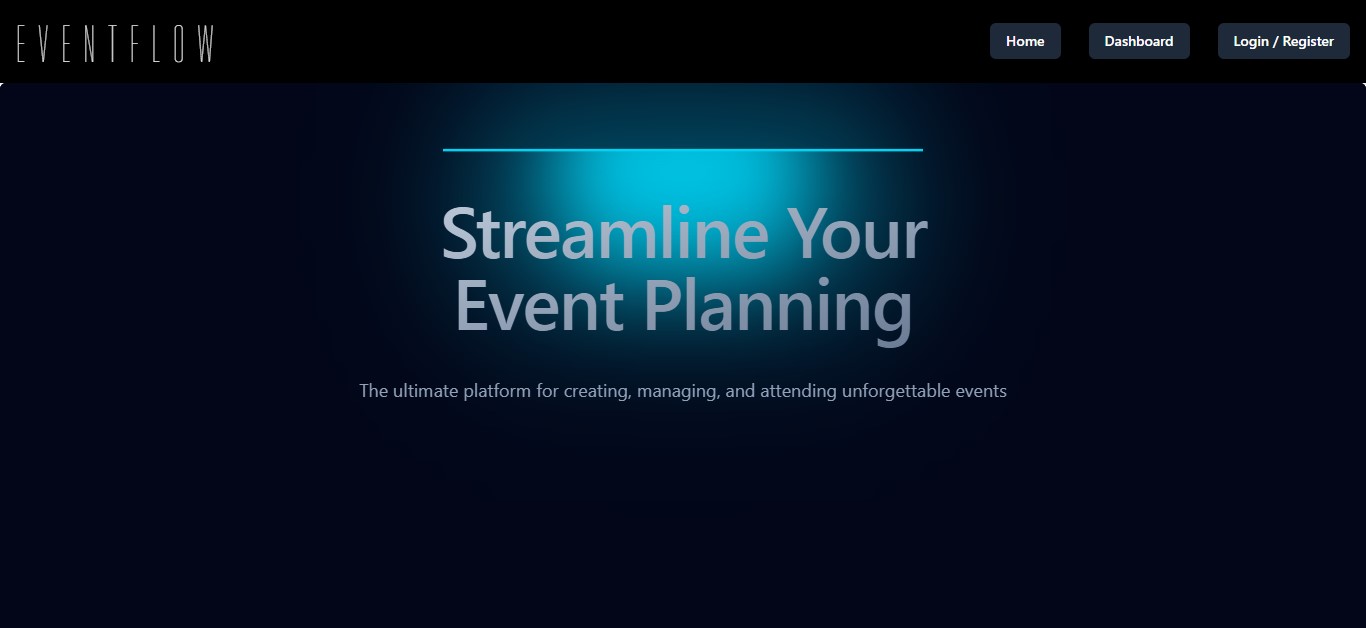 EVENTFLOW
Home
Dashboard
Login / Register
Streamline Your
Event Planning
The ultimate platform for creating, managing, and attending unforgettable events